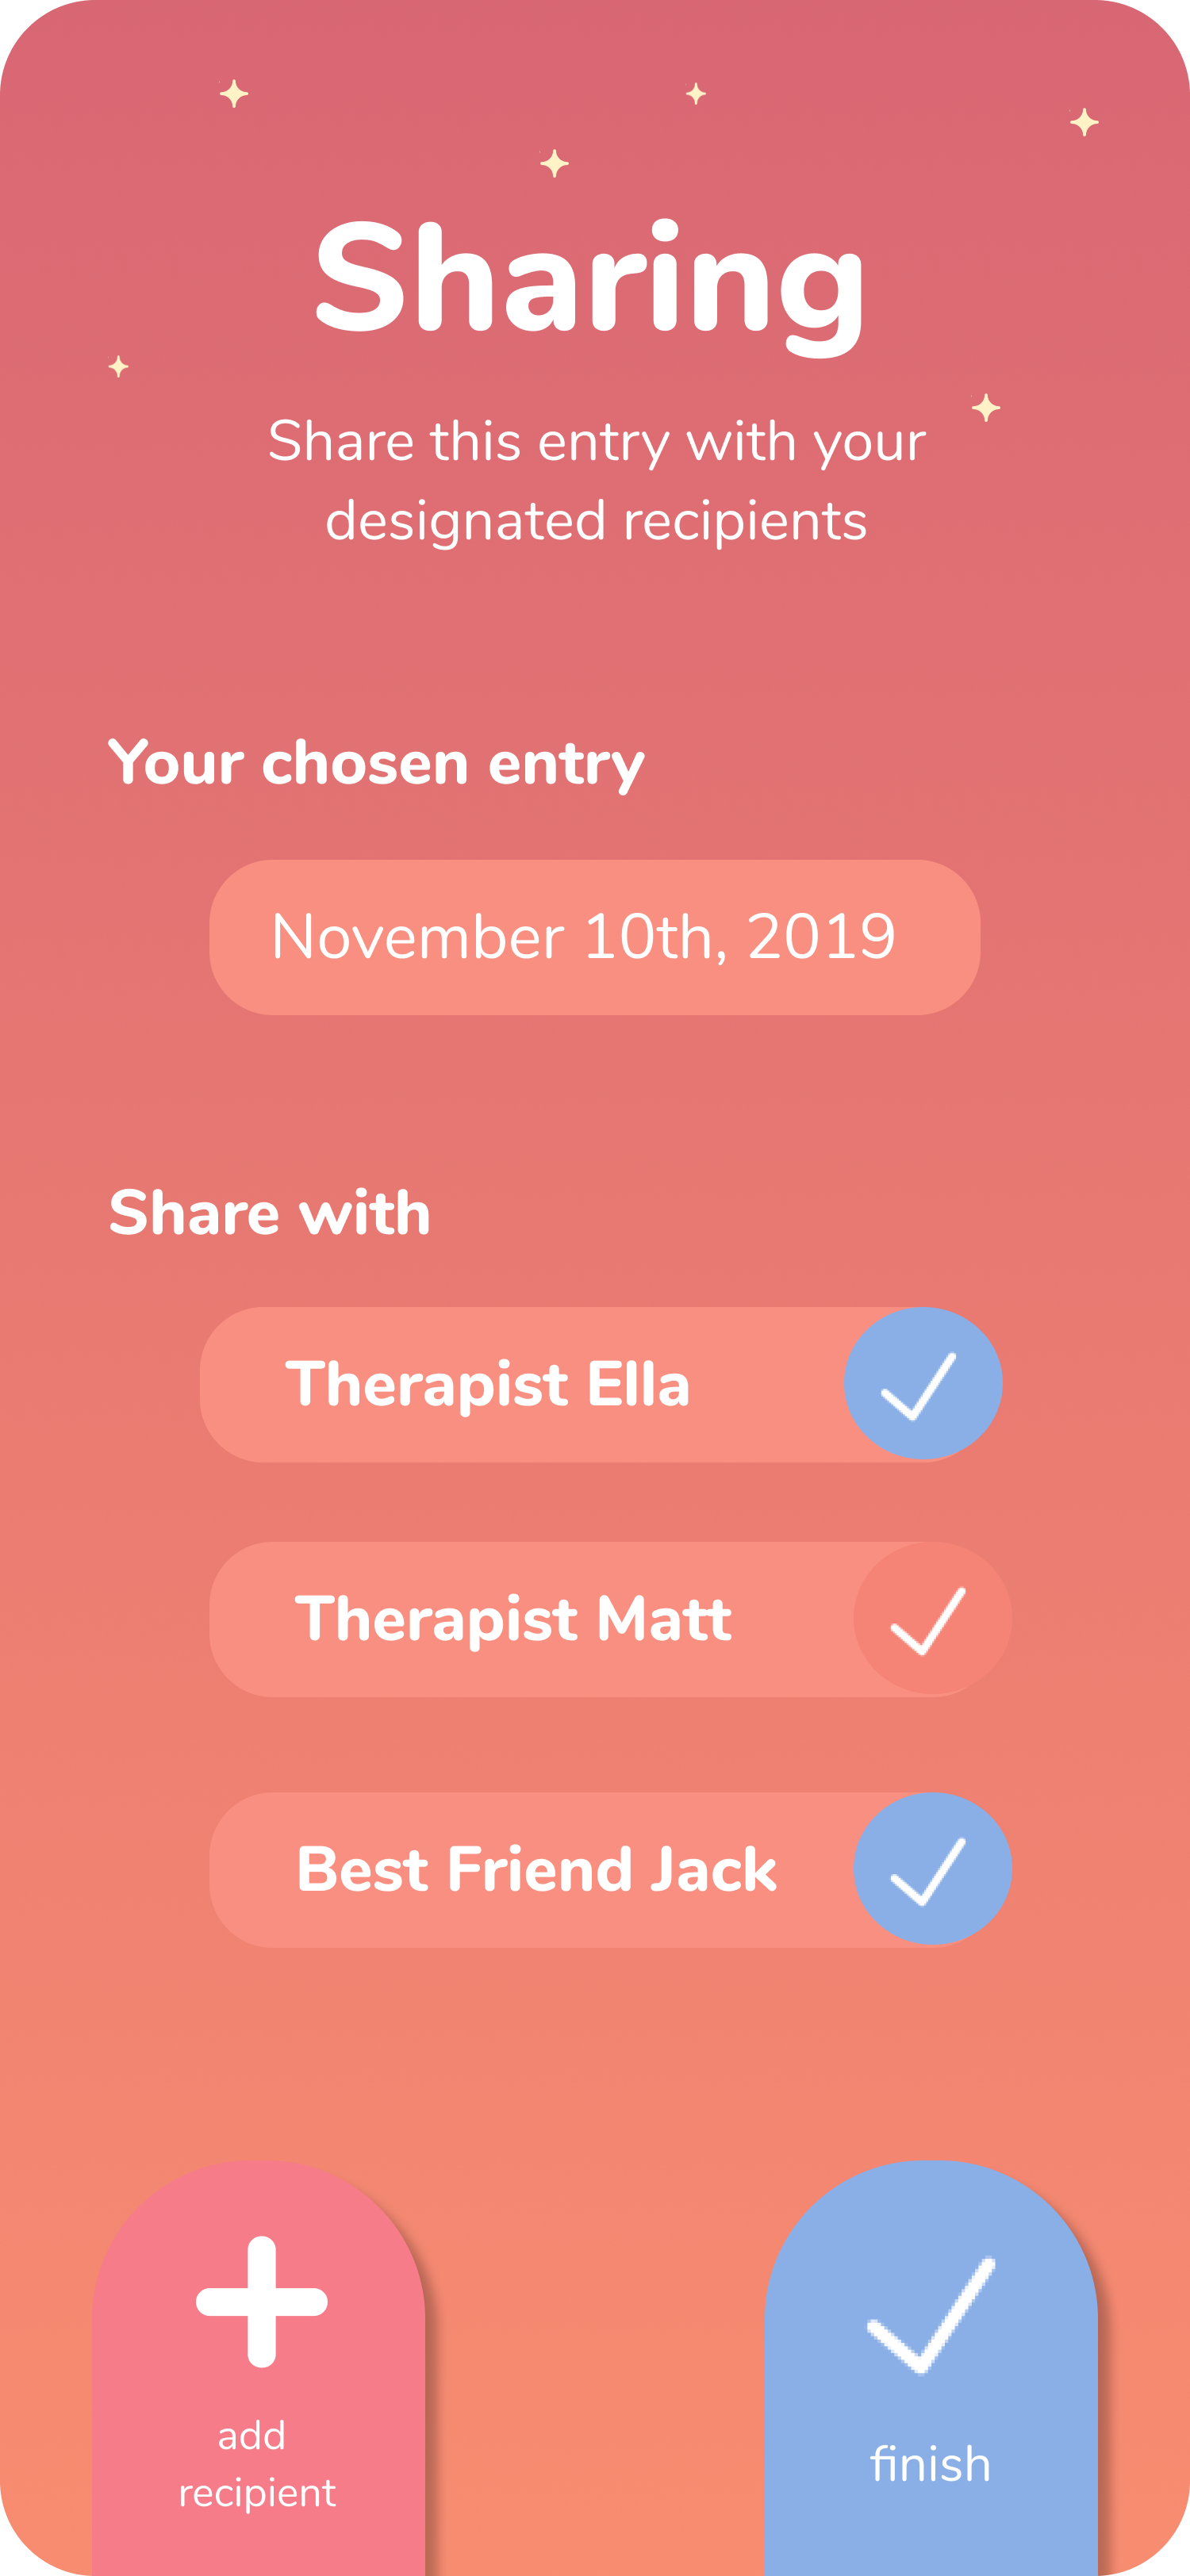 Sharing
Share this entry with your
designated recipients
Your chosen entry
November 10th, 2019
Share with
Therapist Ella
Therapist Matt
Best Friend Jack
add
recipient
finish